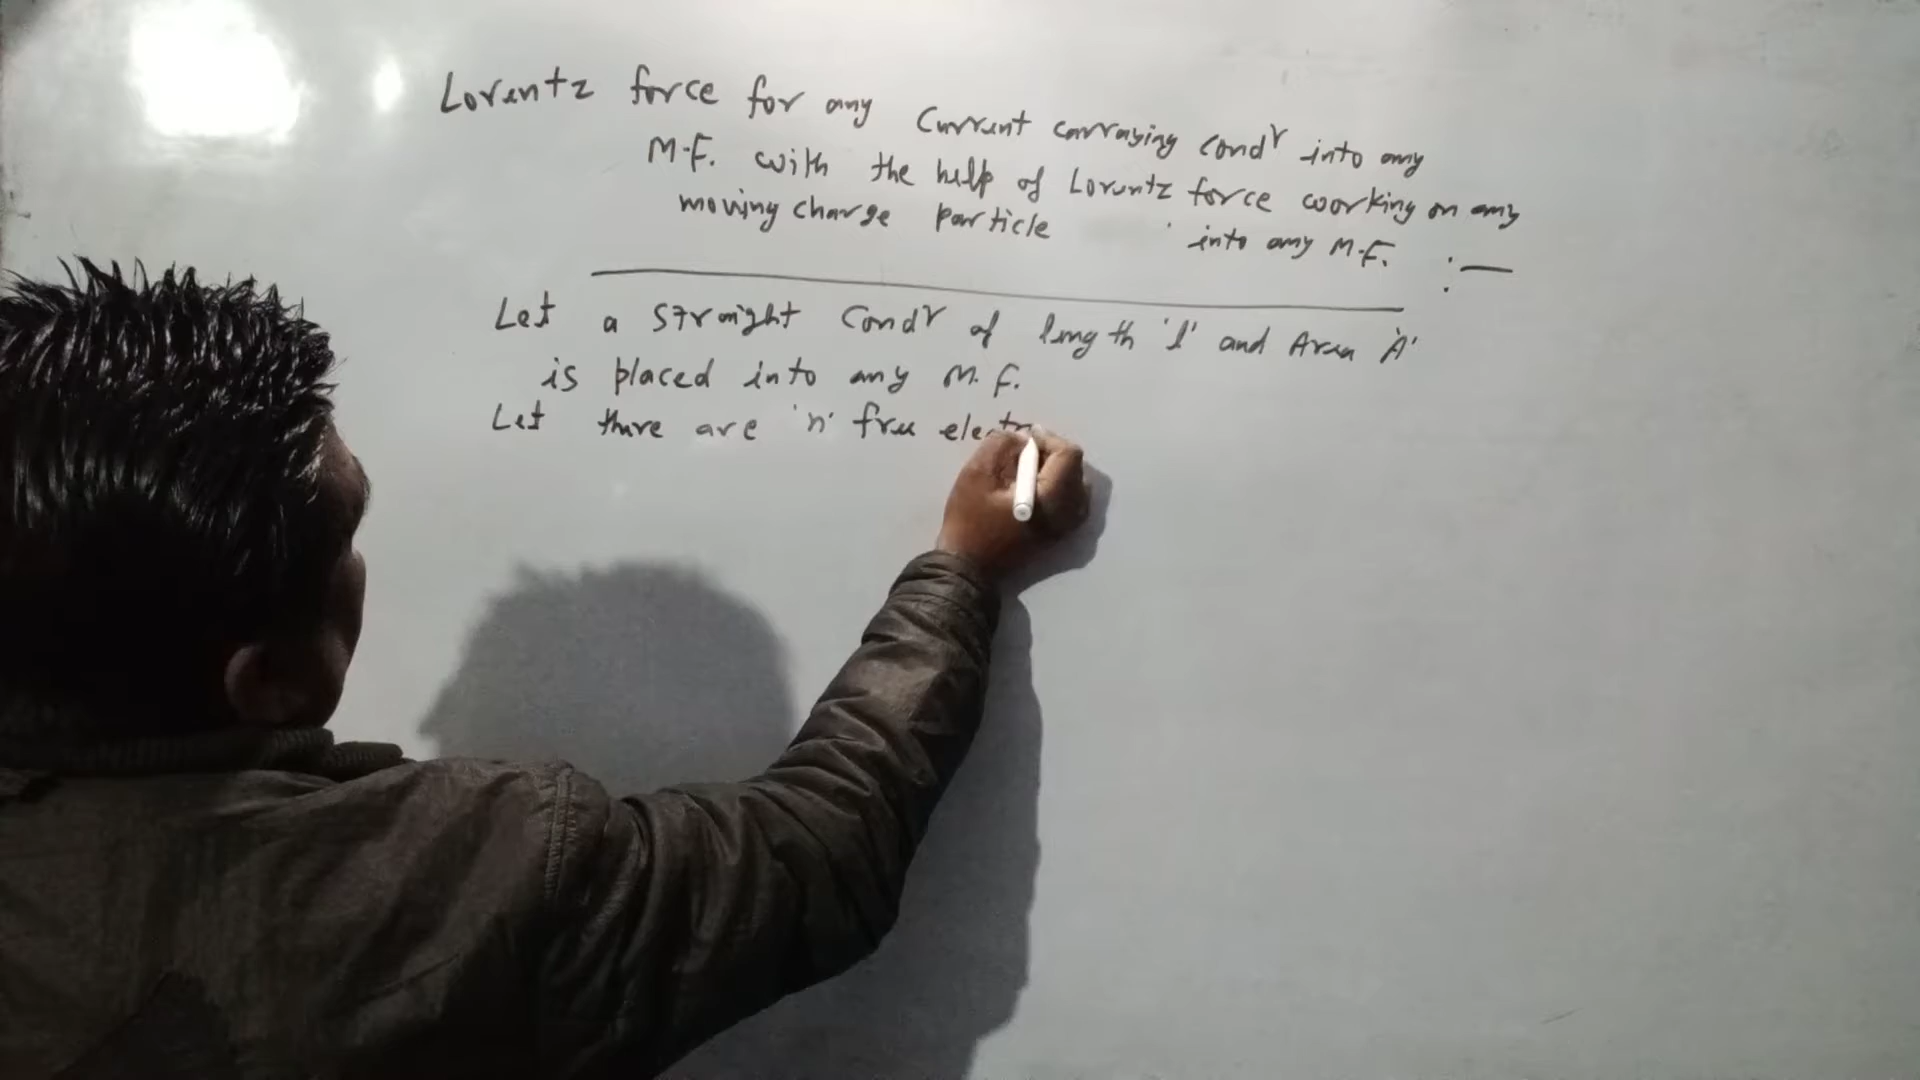 Lorentz force for any Current carraying condr into any
M.F. with the help of Lorentz force working on any
moving charge particle into any M.F. :—
Let a straight Condr of length 'l' and Area 'A'
is placed into any M.F.
Let there are 'n' free electr